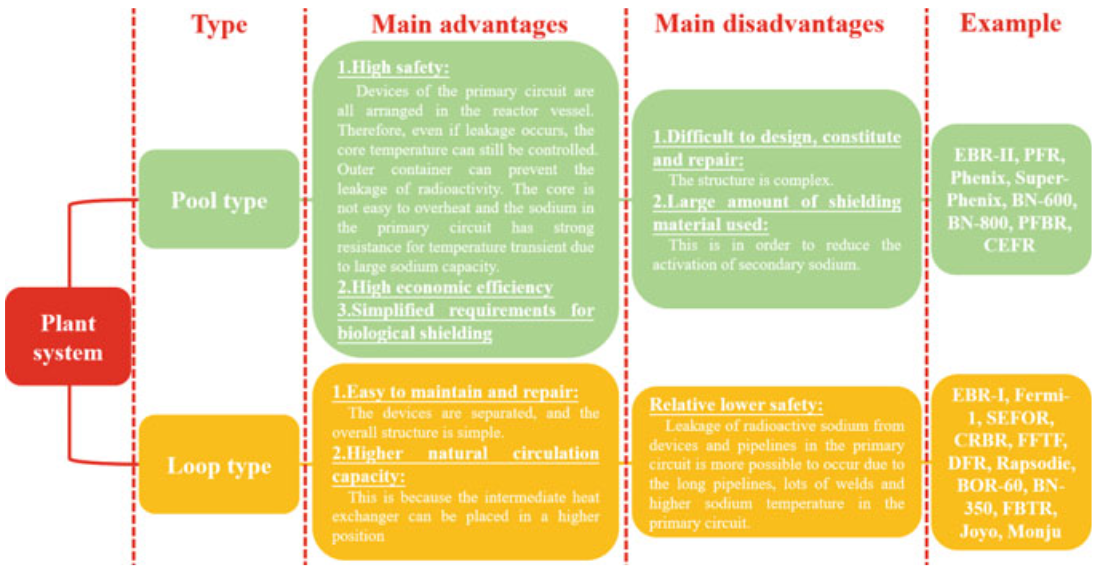 Type
Main advantages
Main disadvantages
Example
Plant
system
Pool type
1.High safety:
Devices of the primary circuit are
all arranged in the reactor vessel.
Therefore, even if leakage occurs, the
core temperature can still be controlled.
Outer container can prevent the
leakage of radioactivity. The core is
not easy to overheat and the sodium in
the primary circuit has strong
resistance for temperature transient due
to large sodium capacity.
2.High economic efficiency
3.Simplified requirements for
biological shielding
1.Difficult to design, constitute
and repair:
The structure is complex.
2.Large amount of shielding
material used:
This is in order to reduce the
activation of secondary sodium.
EBR-II, PFR,
Phenix, Super-
Phenix, BN-600,
BN-800, PFBR,
CEFR
Loop type
1.Easy to maintain and repair:
The devices are separated, and the
overall structure is simple.
2.Higher natural circulation
capacity:
This is because the intermediate heat
exchanger can be placed in a higher
position
Relative lower safety:
Leakage of radioactive sodium from
devices and pipelines in the primary
circuit is more possible to occur due to
the long pipelines, lots of welds and
higher sodium temperature in the
primary circuit.
EBR-I, Fermi-
1, SEFOR,
CRBR, FFTF,
DFR, Rapsodie,
BOR-60, BN-
350, FBTR,
Joyo, Monju